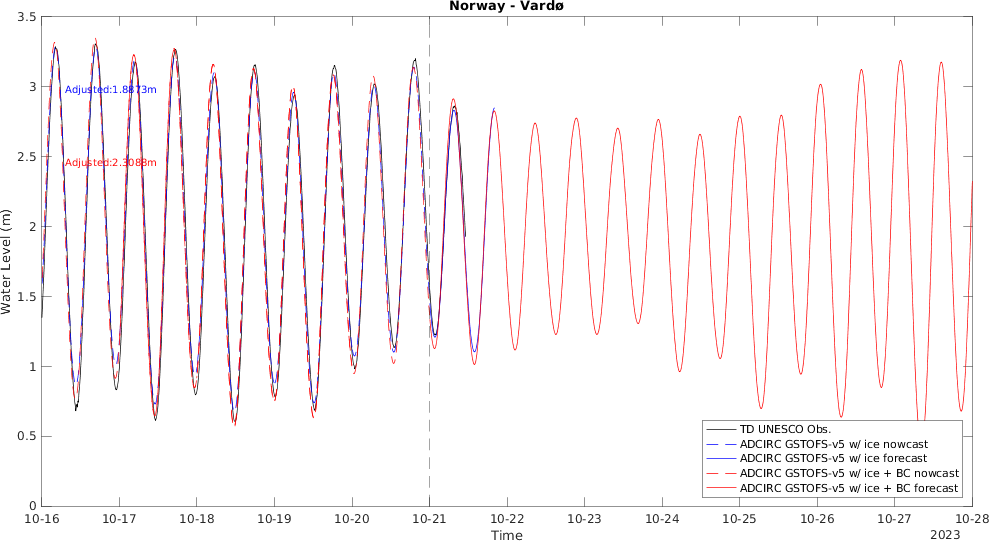 Norway - Vardø
3.5
3
2.5
2
1.5
1
0.5
0
Water Level (m)
Adjusted:1.8873m
Adjusted:2.3088m
TD UNESCO Obs.
ADCIRC GSTOFS-v5 w/ ice nowcast
ADCIRC GSTOFS-v5 w/ ice forecast
ADCIRC GSTOFS-v5 w/ ice + BC nowcast
ADCIRC GSTOFS-v5 w/ ice + BC forecast
10-16 10-17 10-18 10-19 10-20 10-21 10-22 10-23 10-24 10-25 10-26 10-27 10-28
Time
2023